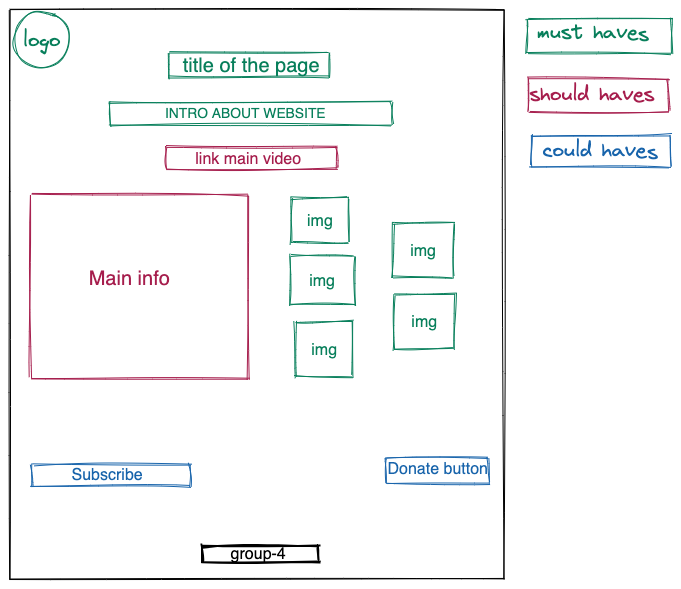 logo
title of the page
INTRO ABOUT WEBSITE
link main video
Main info
img
img
img
img
img
Subscribe
Donate button
group-4
must haves
should haves
could haves